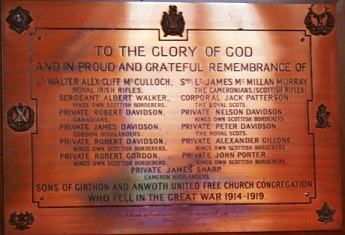 TO THE GLORY OF GOD
AND IN PROUD AND GRATEFUL REMEMBRANCE OF
LT WALTER ALEX. CLIFF McCULLOCH,
ROYAL IRISH RIFLES.
SERGEANT ALBERT WALKER,
KINGS OWN SCOTTISH BORDERERS.
PRIVATE ROBERT DAVIDSON,
CANADIANS.
PRIVATE JAMES DAVIDSON,
GORDON HIGHLANDERS.
PRIVATE ROBERT DAVIDSON,
KINGS OWN SCOTTISH BORDERERS.
PRIVATE ROBERT GORDON,
KINGS OWN SCOTTISH BORDERERS.
LT JAMES McMILLAN MURRAY,
THE CAMERONIANS, (SCOTTISH RIFLES)
CORPORAL JACK PATTERSON
THE ROYAL SCOTS.
PRIVATE NELSON DAVIDSON
KINGS OWN SCOTTISH BORDERERS.
PRIVATE PETER DAVIDSON
THE ROYAL SCOTS.
PRIVATE ALEXANDER GILLONE
KINGS OWN SCOTTISH BORDERERS.
PRIVATE JOHN PORTER
KINGS OWN SCOTTISH BORDERERS.
PRIVATE JAMES SHARP,
CAMERON HIGHLANDERS.
SONS OF GIRTHON AND ANWOTH UNITED FREE CHURCH CONGREGATION
WHO FELL IN THE GREAT WAR 1914-1919.